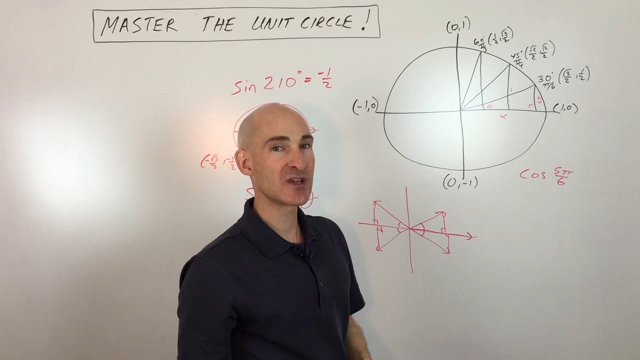 MASTER THE UNIT CIRCLE!
sin 210° = -1/2
(0,1)
60° π/3 (1/2, √3/2)
45° π/4 (√2/2, √2/2)
30° π/6 (√3/2, 1/2)
(-1,0)
(1,0)
x
(0,-1)
cos 5π/6